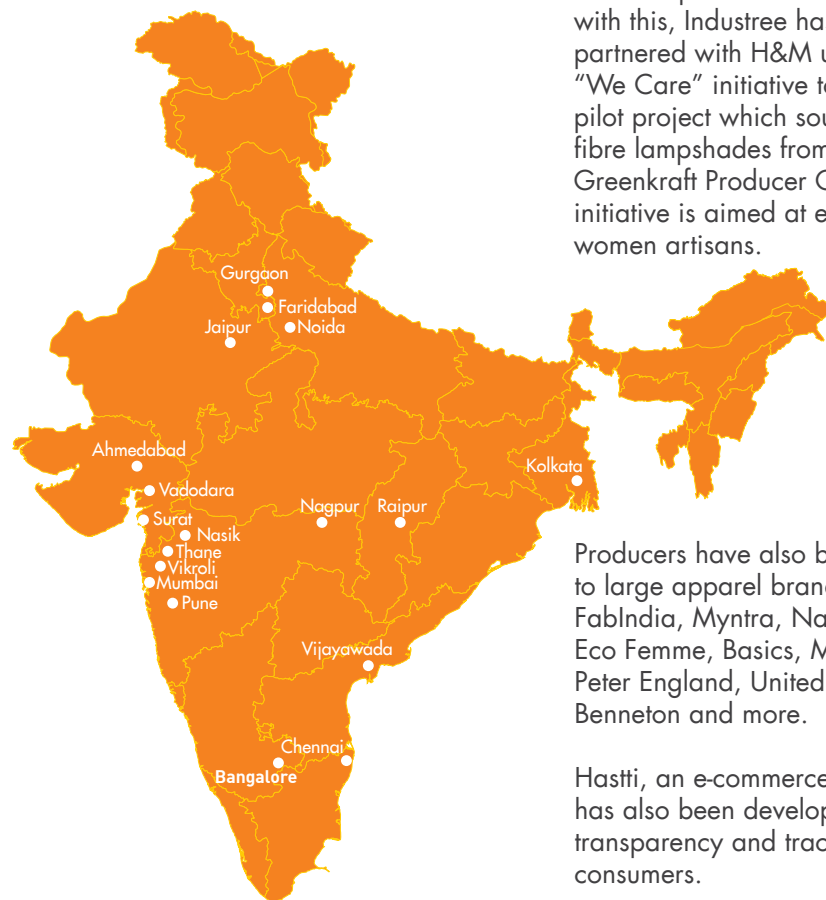 with this, Industree ha
partnered with H&M u
“We Care” initiative to
pilot project which sou
fibre lampshades from
Greenkraft Producer C
initiative is aimed at e
women artisans.
Gurgaon
Faridabad
Jaipur
Noida
Ahmedabad
Vadodara
Kolkata
Nagpur
Raipur
Surat
Nasik
Thane
Vikroli
Mumbai
Pune
Vijayawada
Chennai
Bangalore
Producers have also b
to large apparel bran
FabIndia, Myntra, Na
Eco Femme, Basics, M
Peter England, United
Benneton and more.
Hastti, an e-commerce
has also been develop
transparency and trac
consumers.